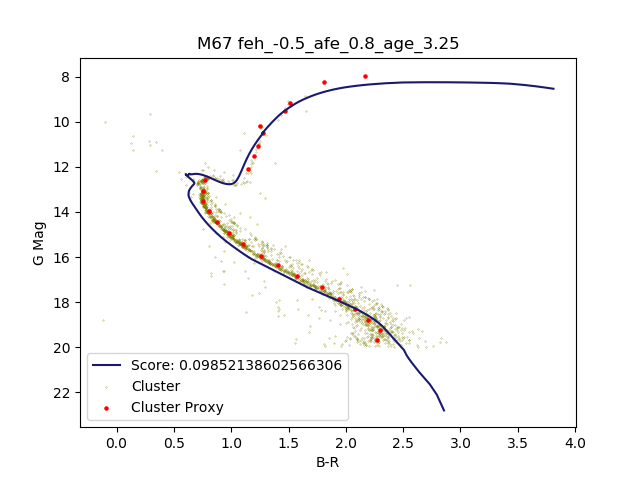 M67 feh_-0.5_afe_0.8_age_3.25
8
10
12
14
16
18
20
22
G Mag
Score: 0.09852138602566306
Cluster
Cluster Proxy
0.0 0.5 1.0 1.5 2.0 2.5 3.0 3.5 4.0
B-R